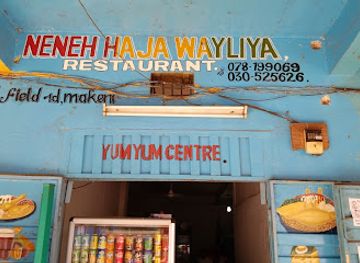 NENEH HAJA WAYLIYA,
RESTAURANT. 078-199069
030-525626.
field rd, makeni
YUMYUM CENTRE.